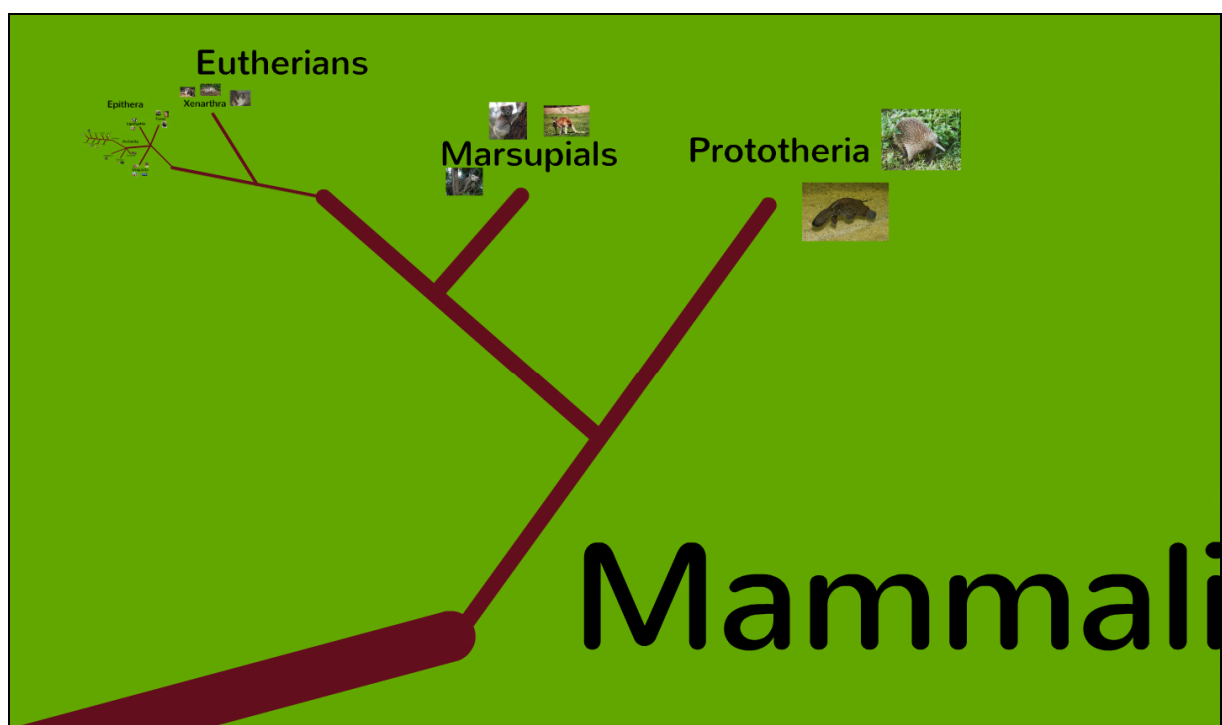 Eutherians
Epithera
Xenarthra
Marsupials
Prototheria
Mammali